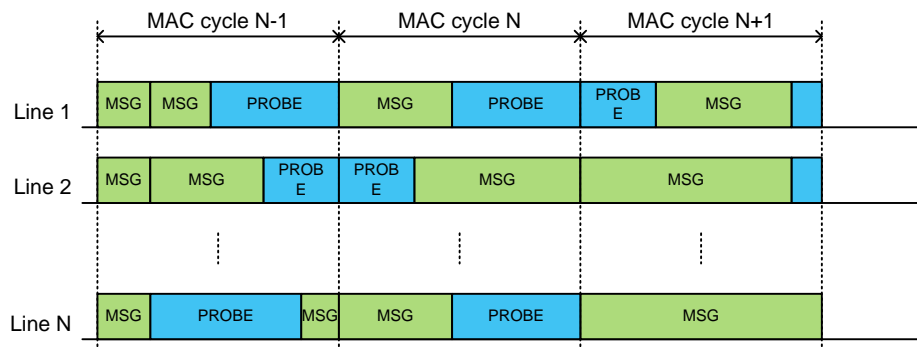 MAC cycle N-1 MAC cycle N MAC cycle N+1
Line 1 MSG MSG PROBE MSG PROBE PROB
E MSG
Line 2 MSG MSG PROB
E PROB
E MSG MSG
Line N MSG PROBE MSG MSG PROBE MSG